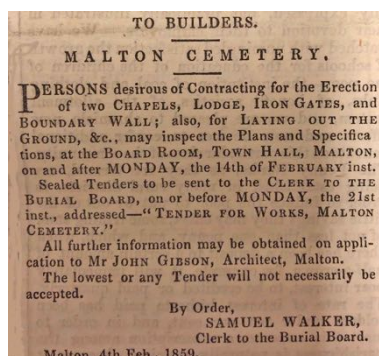 TO BUILDERS.
MALTON CEMETERY.
PERSONS desirous of Contracting for the Erection
of two CHAPELS, LODGE, IRON GATES, and
BOUNDARY WALL; also, for LAYING OUT THE
GROUND, &c., may inspect the Plans and Specifica
tions, at the BOARD ROOM, TOWN HALL, MALTON,
on and after MONDAY, the 14th of FEBRUARY inst.
Sealed Tenders to be sent to the CLERK TO THE
BURIAL BOARD, on or before MONDAY, the 21st
inst., addressed—“TENDER FOR WORKS, MALTON
CEMETERY.”
All further information may be obtained on appli-
cation to Mr JOHN GIBSON, Architect, Malton.
The lowest or any Tender will not necessarily be
accepted.
By Order,
SAMUEL WALKER,
Clerk to the Burial Board.
Malton, 4th Feb., 1859.